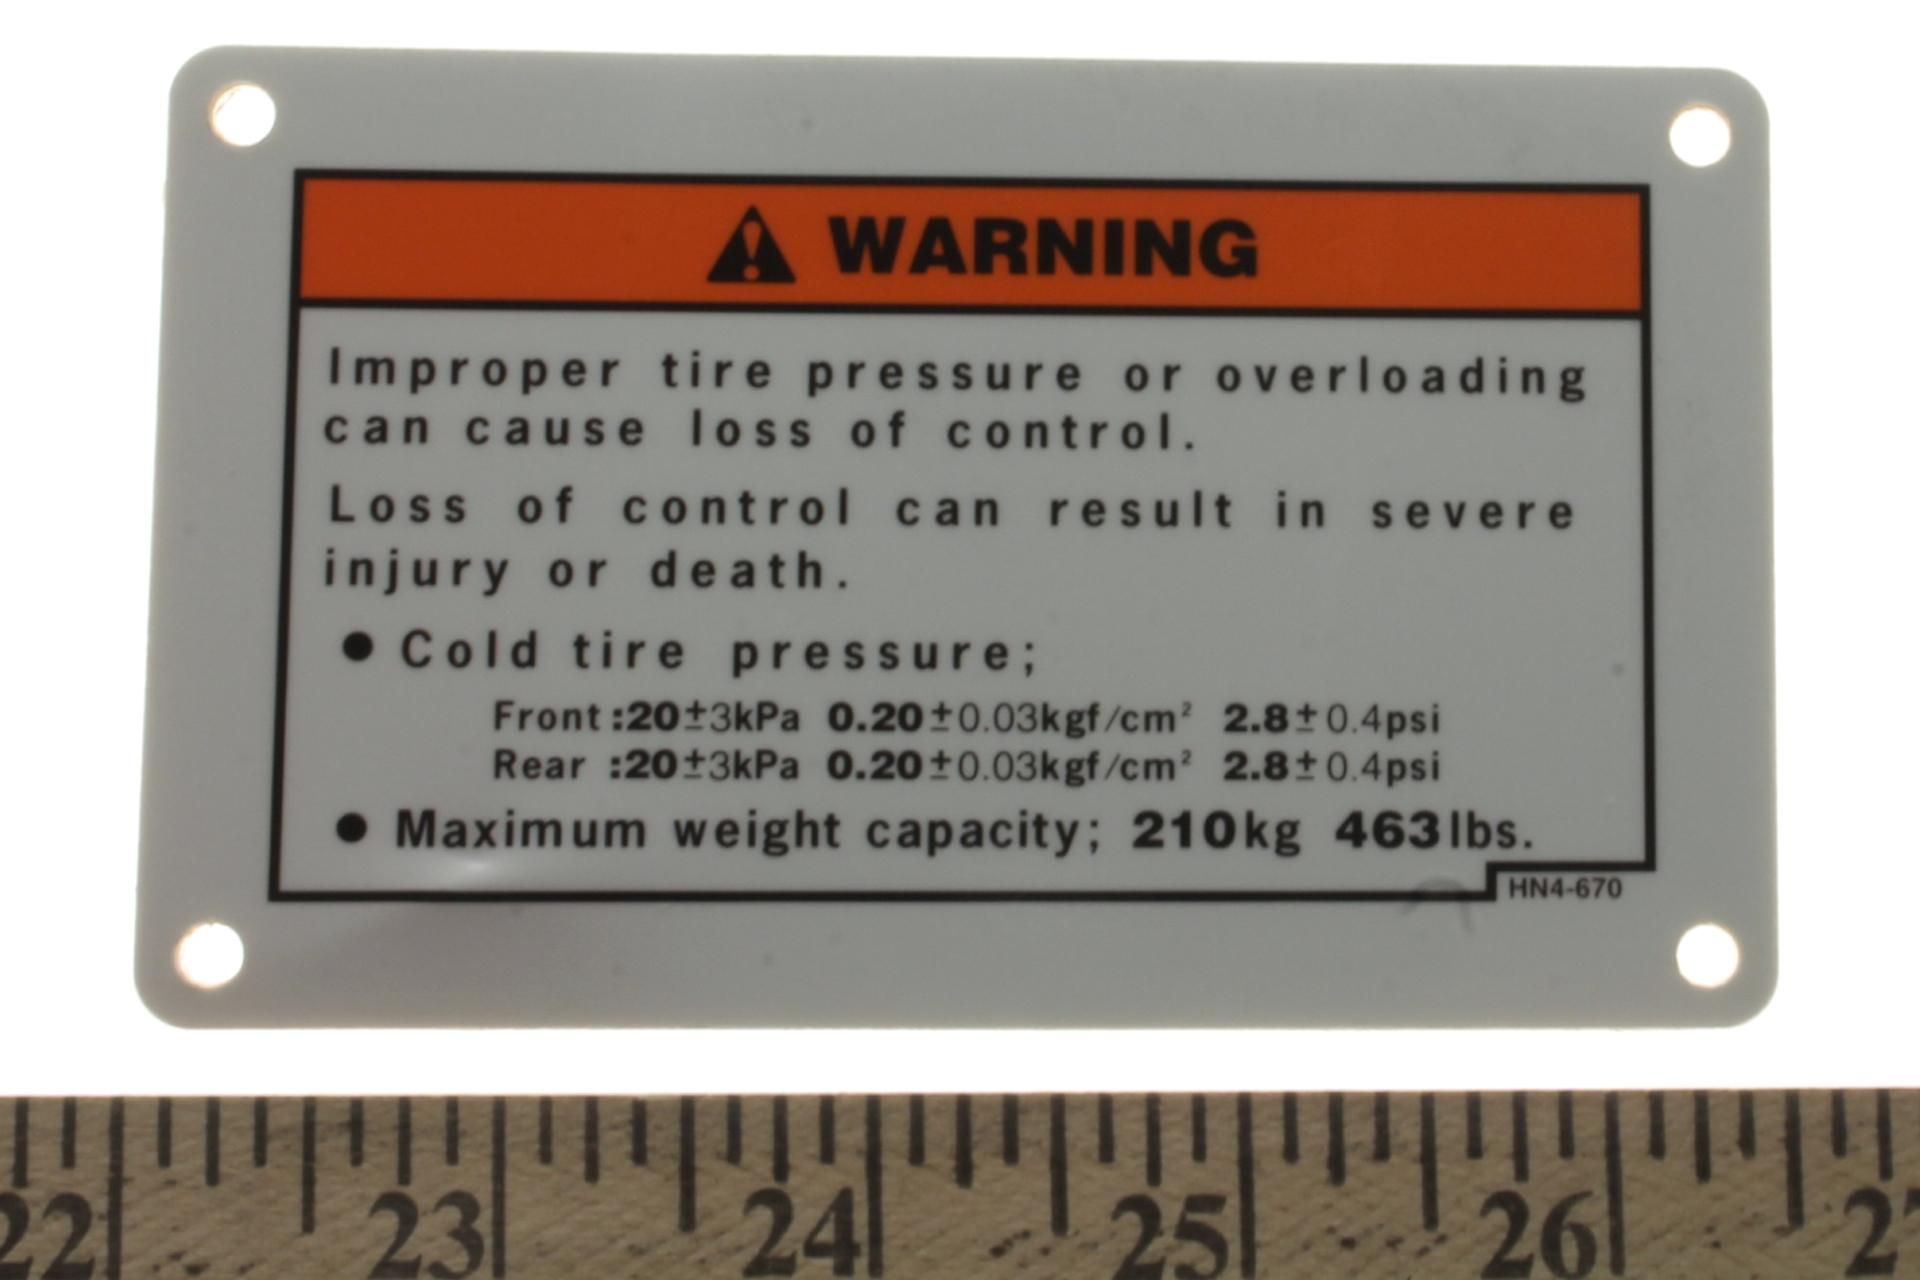 WARNING
Improper tire pressure or overloading
can cause loss of control.
Loss of control can result in severe
injury or death.
● Cold tire pressure;
Front :20±3kPa 0.20±0.03kgf/cm² 2.8±0.4psi
Rear :20±3kPa 0.20±0.03kgf/cm² 2.8±0.4psi
● Maximum weight capacity; 210kg 463lbs.
HN4-670
22 23 24 25 26 2